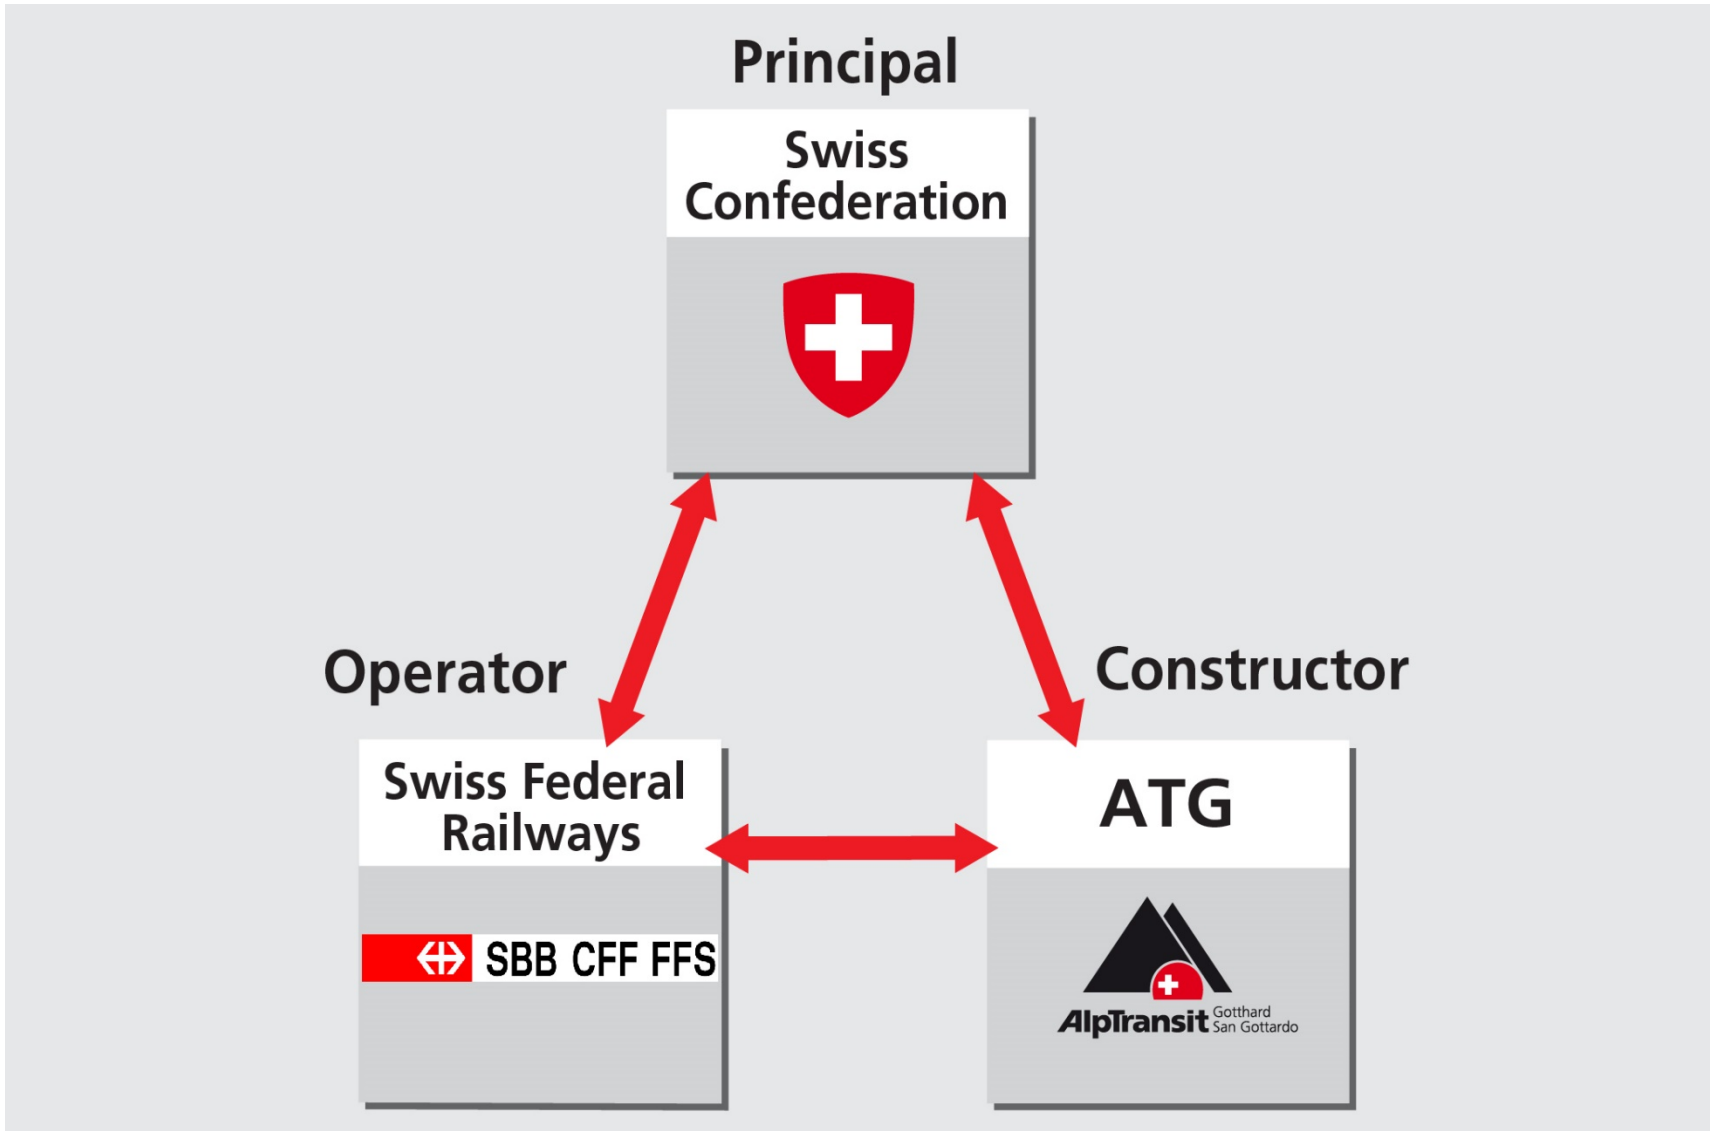 Principal
Swiss
Confederation
Operator
Constructor
Swiss Federal
Railways
ATG
SBB CFF FFS
AlpTransit Gotthard
San Gottardo